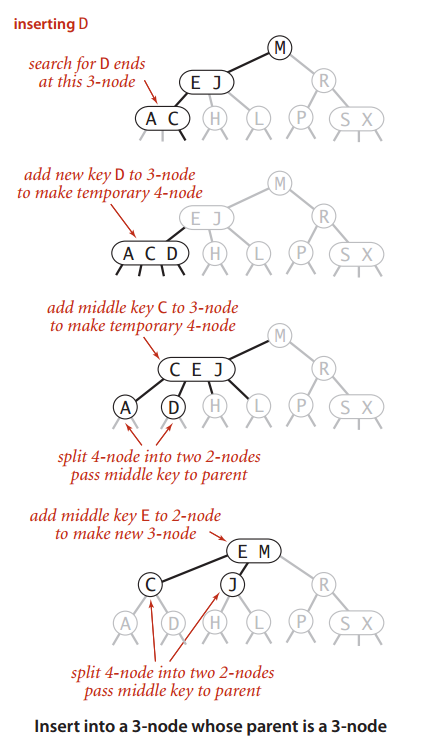 inserting D
search for D ends
at this 3-node
M
E J
R
A C
H
L
P
S X
add new key D to 3-node
to make temporary 4-node
M
E J
R
A C D
H
L
P
S X
add middle key C to 3-node
to make temporary 4-node
M
C E J
R
A
D
H
L
P
S X
split 4-node into two 2-nodes
pass middle key to parent
add middle key E to 2-node
to make new 3-node
E M
C
J
R
A
D
H
L
P
S X
split 4-node into two 2-nodes
pass middle key to parent
Insert into a 3-node whose parent is a 3-node